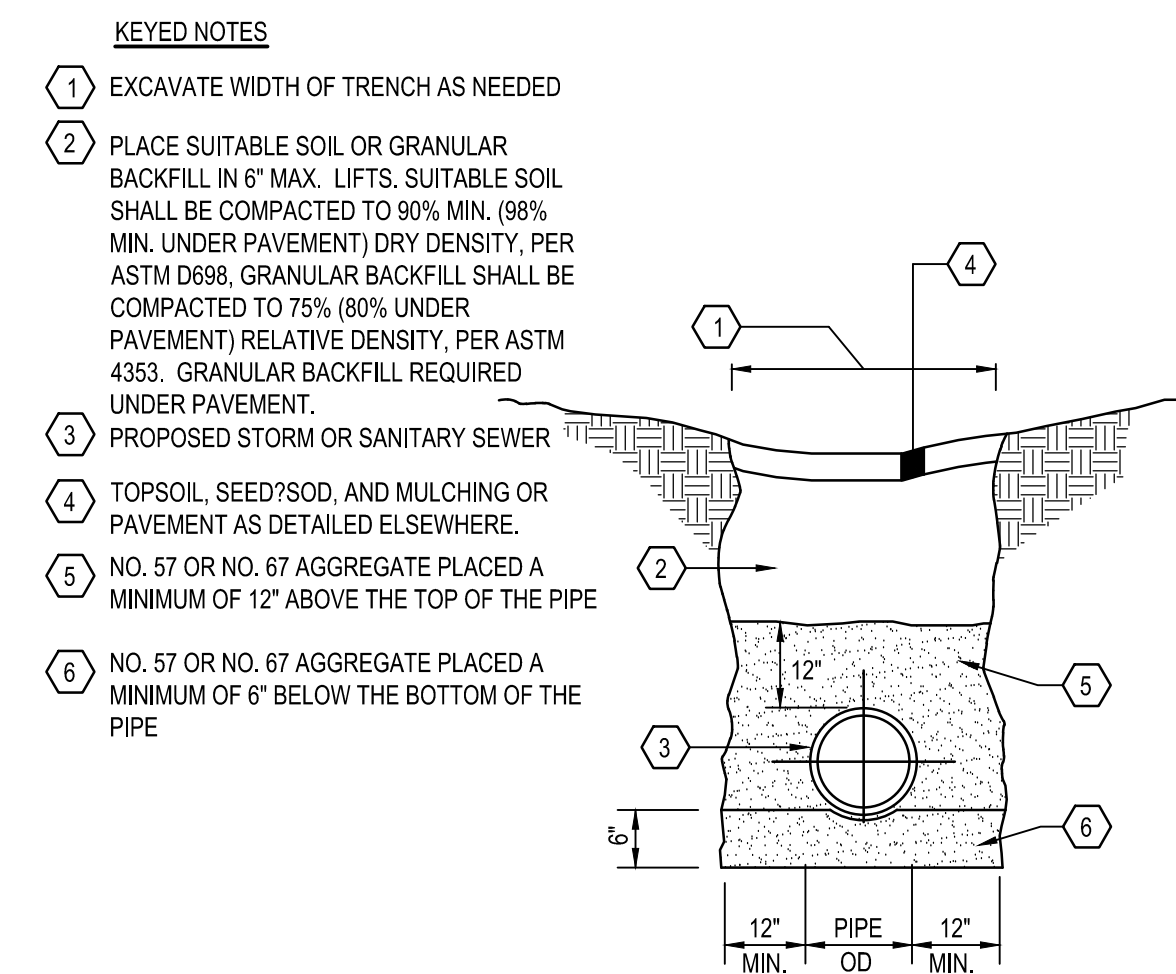 KEYED NOTES
1 EXCAVATE WIDTH OF TRENCH AS NEEDED
2 PLACE SUITABLE SOIL OR GRANULAR
BACKFILL IN 6" MAX. LIFTS. SUITABLE SOIL
SHALL BE COMPACTED TO 90% MIN. (98%
MIN. UNDER PAVEMENT) DRY DENSITY, PER
ASTM D698, GRANULAR BACKFILL SHALL BE
COMPACTED TO 75% (80% UNDER
PAVEMENT) RELATIVE DENSITY, PER ASTM
4353. GRANULAR BACKFILL REQUIRED
UNDER PAVEMENT.
3 PROPOSED STORM OR SANITARY SEWER
4 TOPSOIL, SEED?SOD, AND MULCHING OR
PAVEMENT AS DETAILED ELSEWHERE.
5 NO. 57 OR NO. 67 AGGREGATE PLACED A
MINIMUM OF 12" ABOVE THE TOP OF THE PIPE
6 NO. 57 OR NO. 67 AGGREGATE PLACED A
MINIMUM OF 6" BELOW THE BOTTOM OF THE
PIPE
4
1
2
12"
5
3
6"
6
12" PIPE 12"
MIN. OD MIN.